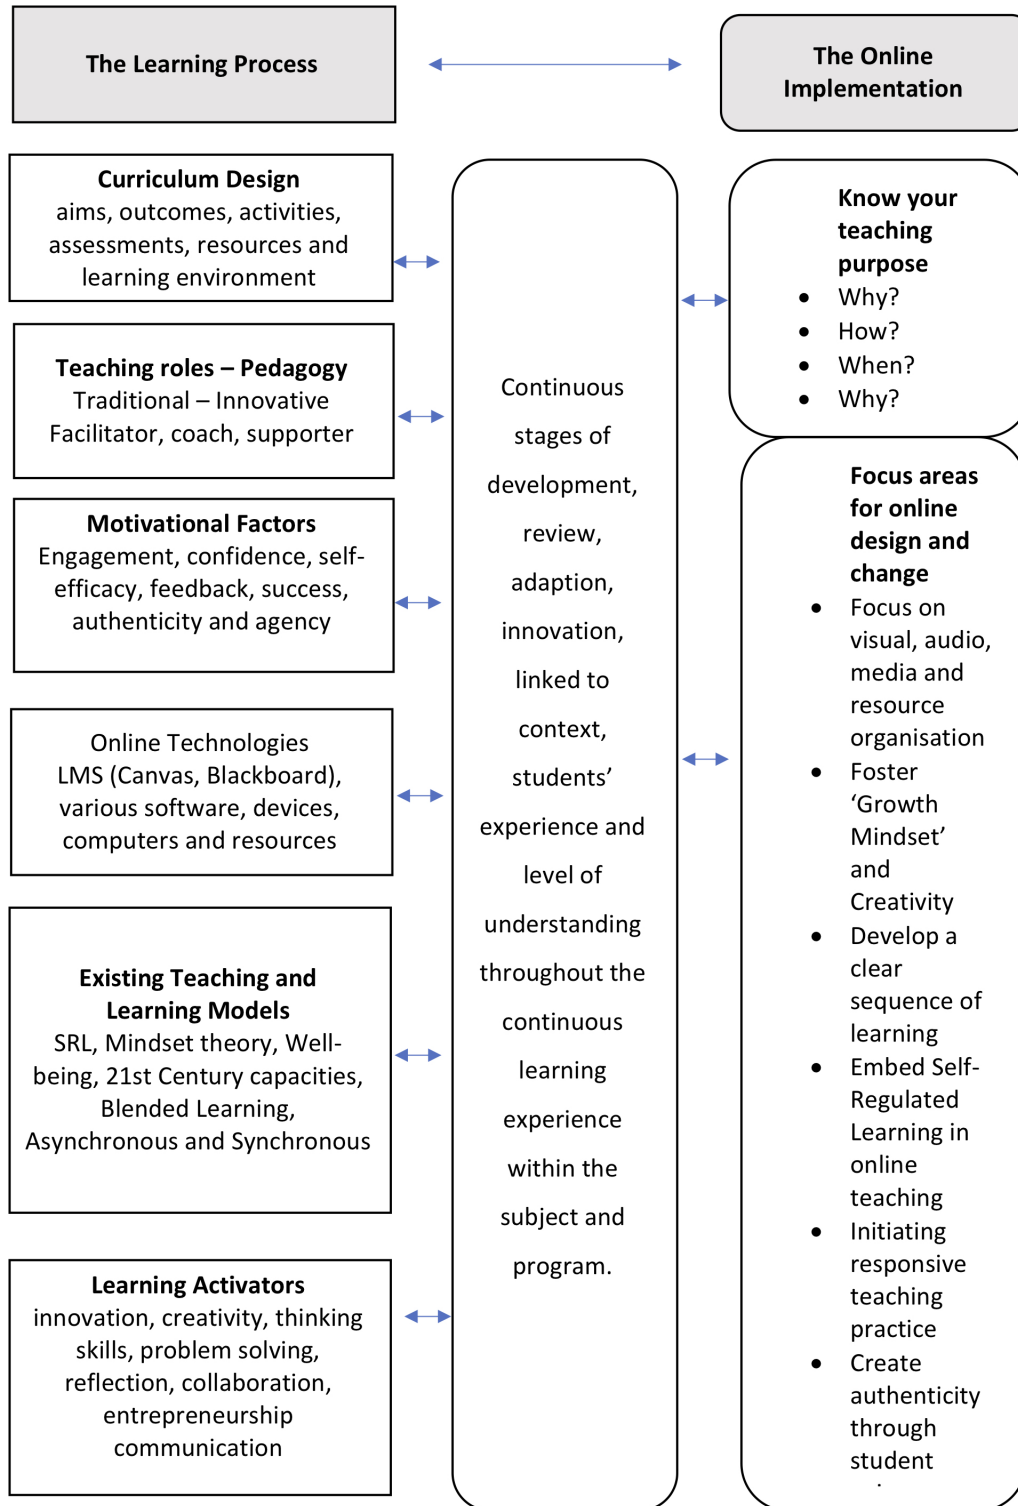 The Learning Process
The Online
Implementation
Curriculum Design
aims, outcomes, activities,
assessments, resources and
learning environment
Teaching roles – Pedagogy
Traditional – Innovative
Facilitator, coach, supporter
Motivational Factors
Engagement, confidence, self-
efficacy, feedback, success,
authenticity and agency
Online Technologies
LMS (Canvas, Blackboard),
various software, devices,
computers and resources
Existing Teaching and
Learning Models
SRL, Mindset theory, Well-
being, 21st Century capacities,
Blended Learning,
Asynchronous and Synchronous
Learning Activators
innovation, creativity, thinking
skills, problem solving,
reflection, collaboration,
entrepreneurship
communication
Continuous
stages of
development,
review,
adaption,
innovation,
linked to
context,
students’
experience and
level of
understanding
throughout the
continuous
learning
experience
within the
subject and
program.
Know your
teaching
purpose
• Why?
• How?
• When?
• Why?
Focus areas
for online
design and
change
• Focus on
visual, audio,
media and
resource
organisation
• Foster
‘Growth
Mindset’
and
Creativity
• Develop a
clear
sequence of
learning
• Embed Self-
Regulated
Learning in
online
teaching
• Initiating
responsive
teaching
practice
• Create
authenticity
through
student